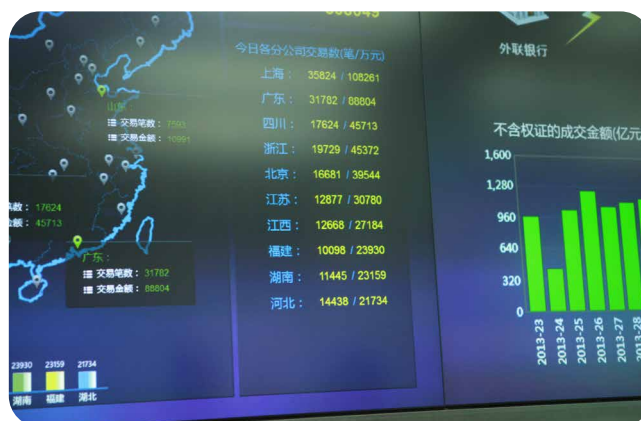 今日各分公司交易数(笔/万元)
上海： 35824 / 108261
广东： 31782 / 88804
四川： 17624 / 45713
浙江： 19729 / 45372
北京： 16681 / 39544
江苏： 12877 / 30780
江西： 12668 / 27184
福建： 10098 / 23930
湖南： 11445 / 23159
河北： 14438 / 21734
山东：
交易笔数： 7593
交易金额： 10991
数： 17624
金额： 45713
广东：
交易笔数： 31782
交易金额： 88804
23930 23159 21734
湖南 福建 湖北
外联银行
不含权证的成交金额(亿元
1,600
1,280
960
640
320
0
2013-23
2013-24
2013-25
2013-26
2013-27
2013-28